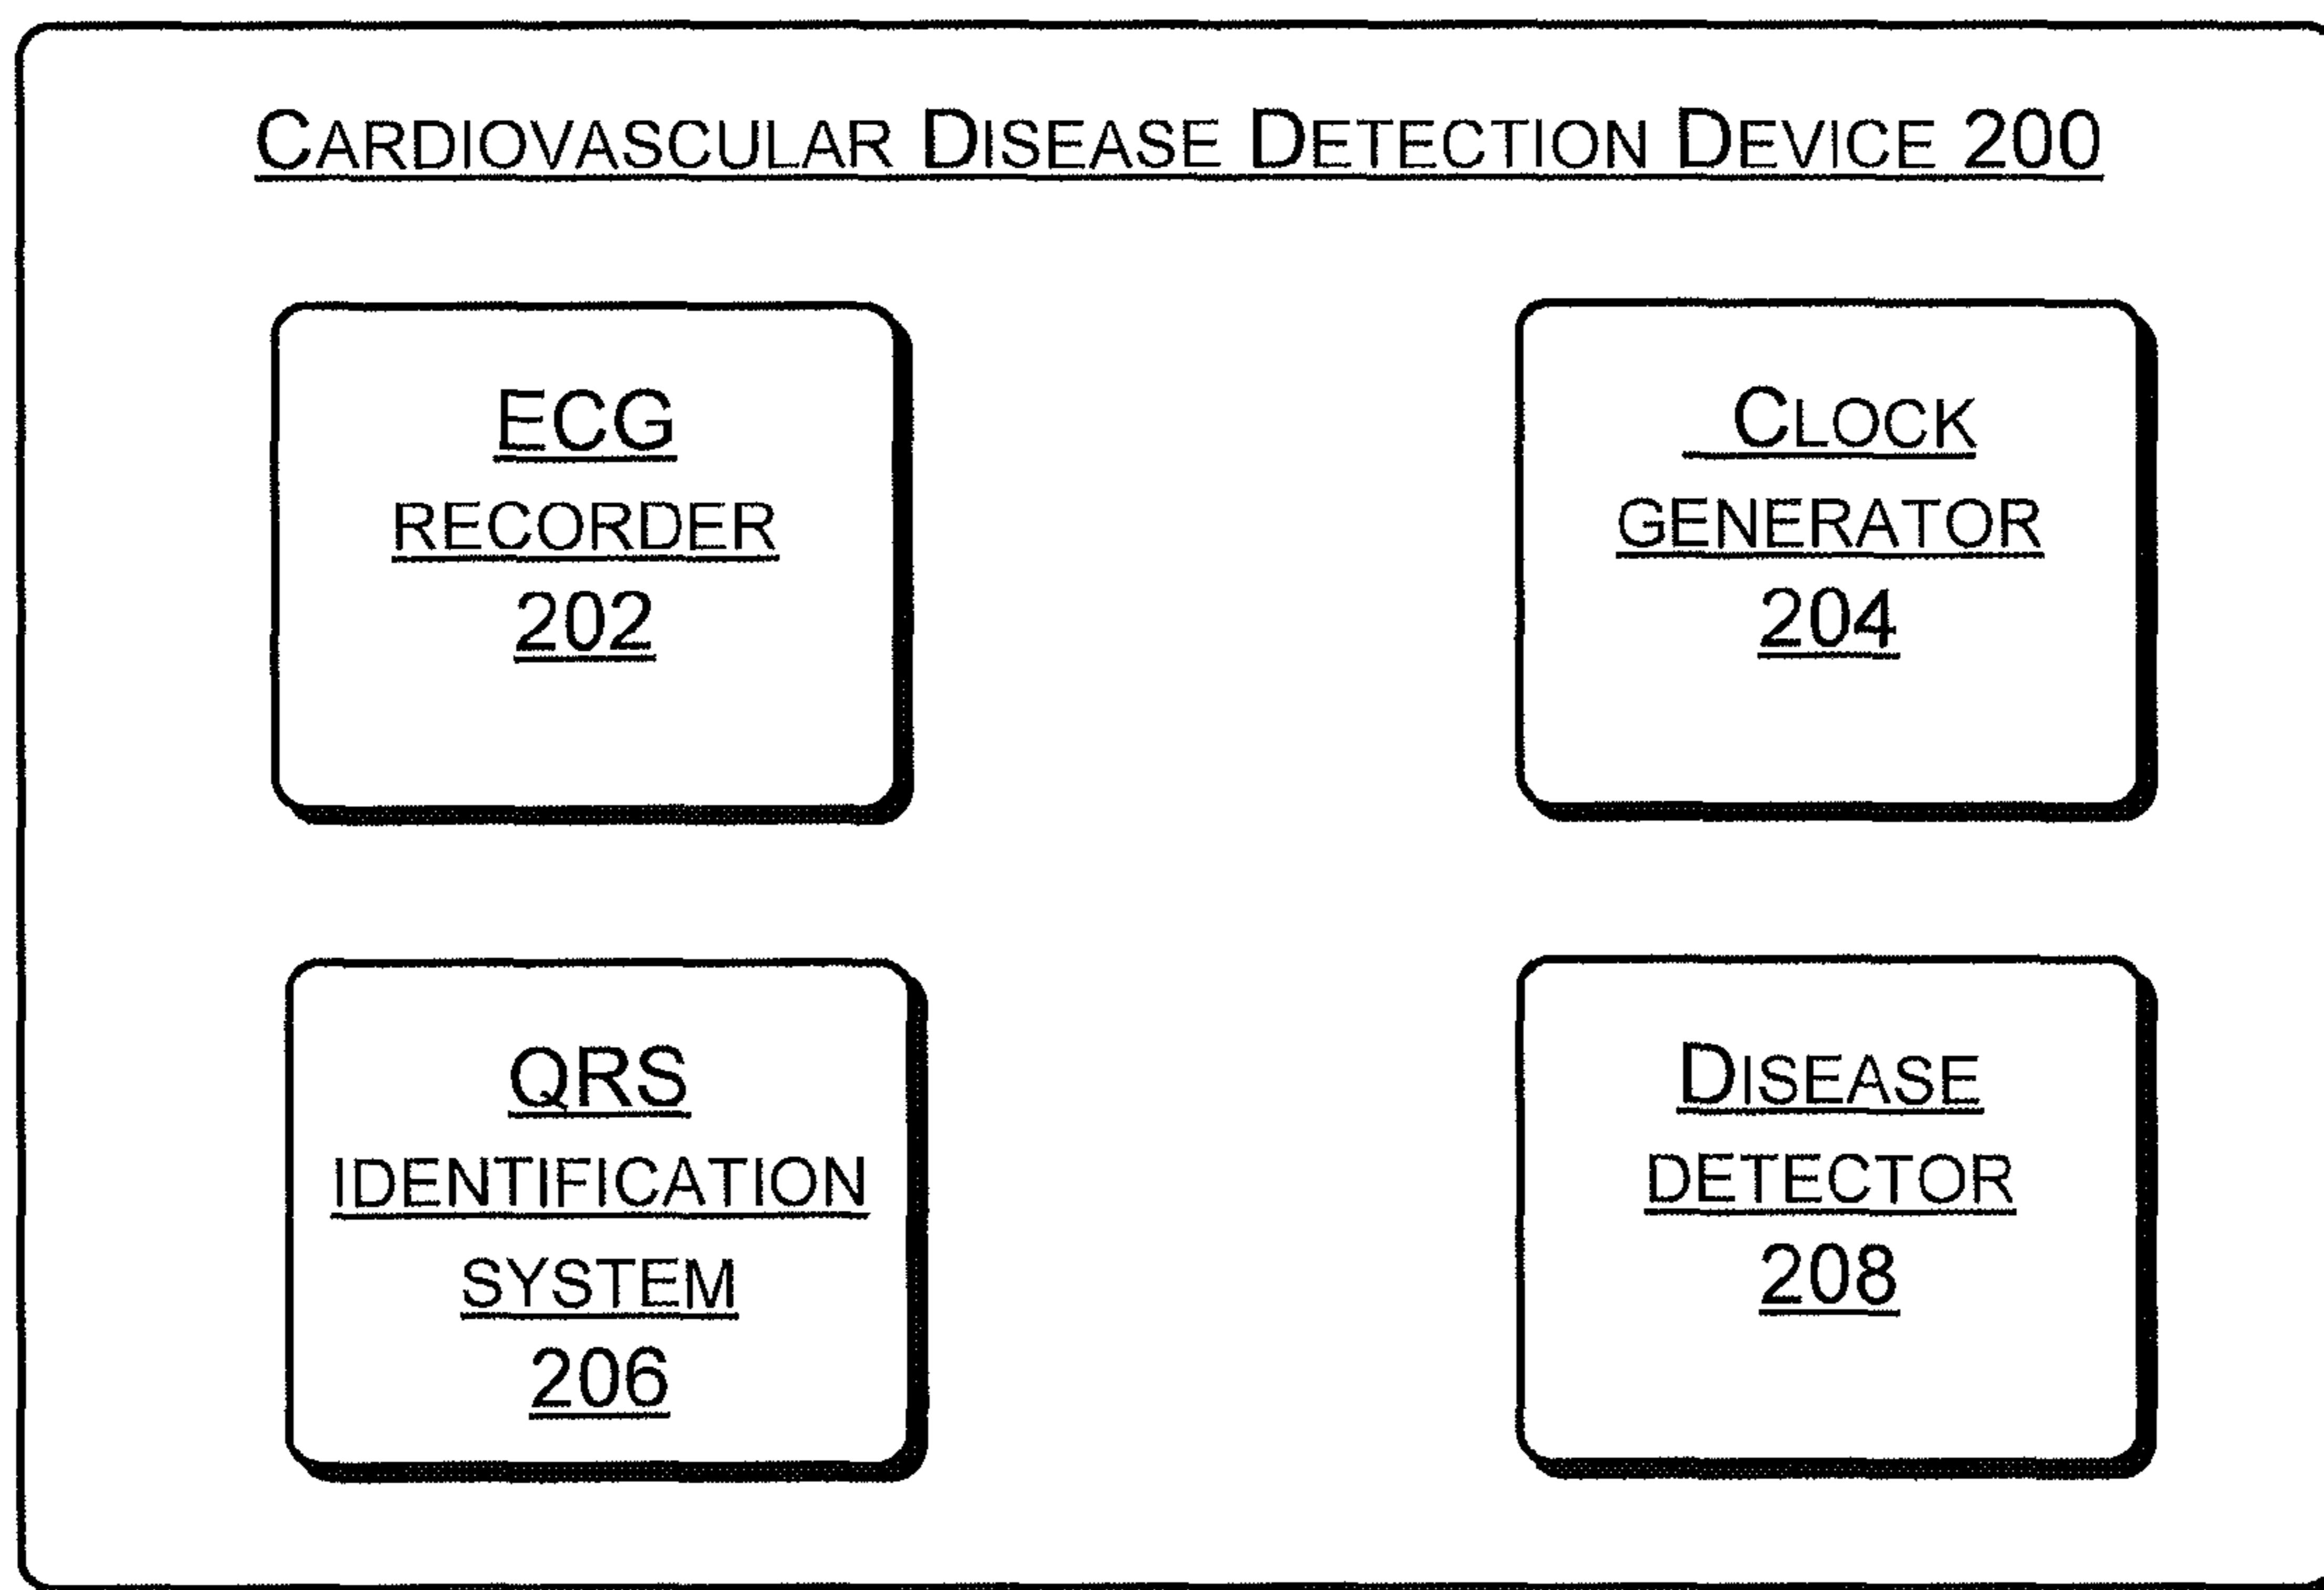 CARDIOVASCULAR DISEASE DETECTION DEVICE 200
ECG
RECORDER
202
CLOCK
GENERATOR
204
QRS
IDENTIFICATION
SYSTEM
206
DISEASE
DETECTOR
208